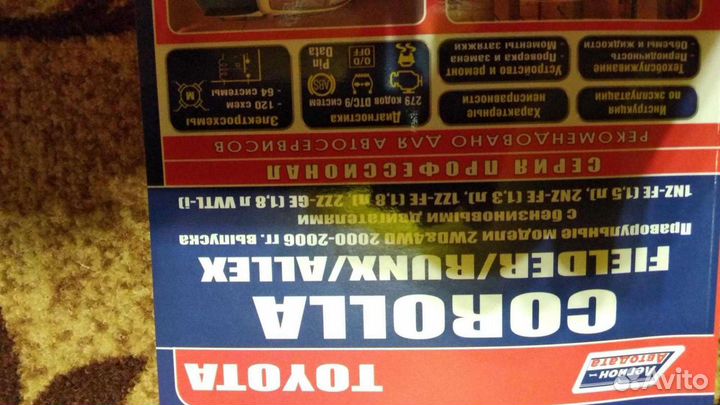 Легион-
Автодата
TOYOTA
COROLLA
FIELDER/RUNX/ALLEX
Праворульные модели 2WD&4WD 2000-2006 гг. выпуска
с бензиновыми двигателями
1NZ-FE (1,5 л), 2NZ-FE (1,3 л), 1ZZ-FE (1,8 л), 2ZZ-GE (1,8 л VVTL-i)
СЕРИЯ ПРОФЕССИОНАЛ
РЕКОМЕНДОВАНО ДЛЯ АВТОСЕРВИСОВ
Инструкция
по эксплуатации
Характерные
неисправности
Диагностика
279 кодов DTC/9 систем
ABS
O/D
OFF
Pin
Data
Электросхемы
- 120 схем
- 64 системы
M
Техобслуживание
- Периодичность
- Объемы и жидкости
Устройство и ремонт
- Проверка и замена
- Моменты затяжки
Avito